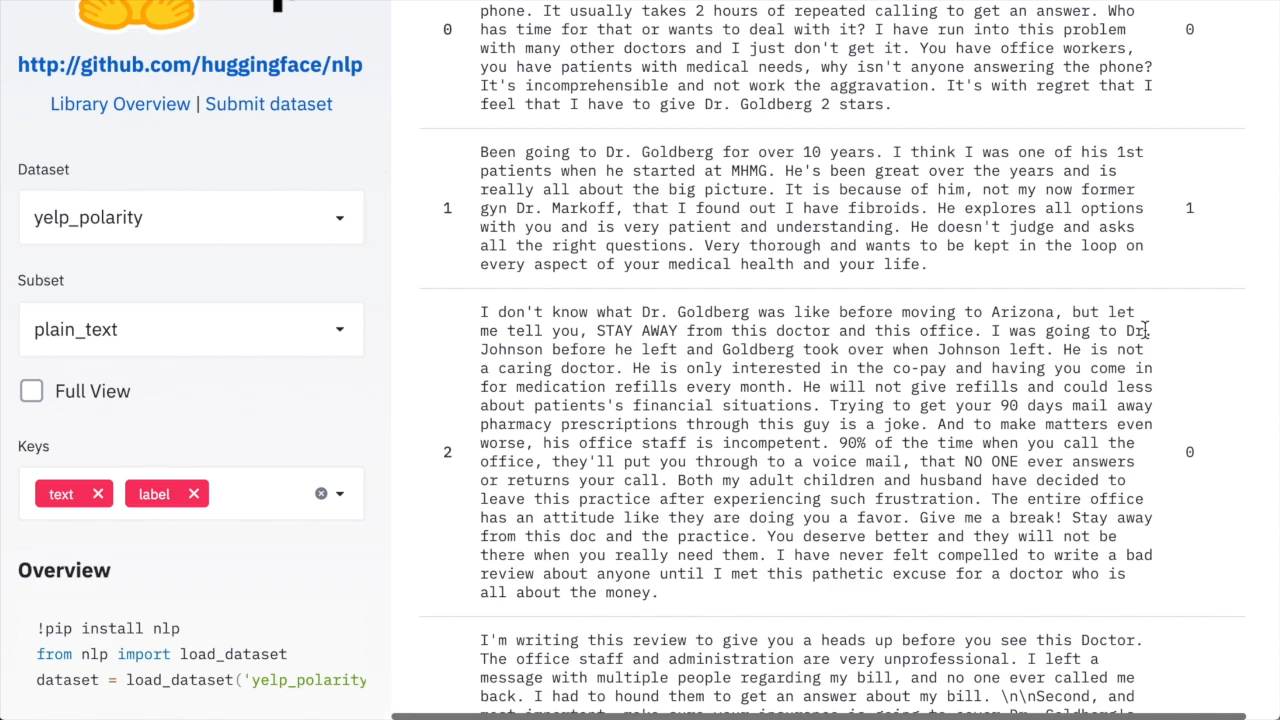 http://github.com/huggingface/nlp
Library Overview | Submit dataset
Dataset
yelp_polarity
Subset
plain_text
Full View
Keys
text
label
Overview
!pip install nlp
from nlp import load_dataset
dataset = load_dataset('yelp_polarity
phone. It usually takes 2 hours of repeated calling to get an answer. Who
0 has time for that or wants to deal with it? I have run into this problem 0
with many other doctors and I just don't get it. You have office workers,
you have patients with medical needs, why isn't anyone answering the phone?
It's incomprehensible and not work the aggravation. It's with regret that I
feel that I have to give Dr. Goldberg 2 stars.
Been going to Dr. Goldberg for over 10 years. I think I was one of his 1st
patients when he started at MHMG. He's been great over the years and is
really all about the big picture. It is because of him, not my now former
1 gyn Dr. Markoff, that I found out I have fibroids. He explores all options 1
with you and is very patient and understanding. He doesn't judge and asks
all the right questions. Very thorough and wants to be kept in the loop on
every aspect of your medical health and your life.
I don't know what Dr. Goldberg was like before moving to Arizona, but let
me tell you, STAY AWAY from this doctor and this office. I was going to Dr.
Johnson before he left and Goldberg took over when Johnson left. He is not
a caring doctor. He is only interested in the co-pay and having you come in
for medication refills every month. He will not give refills and could less
about patients's financial situations. Trying to get your 90 days mail away
pharmacy prescriptions through this guy is a joke. And to make matters even
worse, his office staff is incompetent. 90% of the time when you call the
2 office, they'll put you through to a voice mail, that NO ONE ever answers 0
or returns your call. Both my adult children and husband have decided to
leave this practice after experiencing such frustration. The entire office
has an attitude like they are doing you a favor. Give me a break! Stay away
from this doc and the practice. You deserve better and they will not be
there when you really need them. I have never felt compelled to write a bad
review about anyone until I met this pathetic excuse for a doctor who is
all about the money.
I'm writing this review to give you a heads up before you see this Doctor.
The office staff and administration are very unprofessional. I left a
message with multiple people regarding my bill, and no one ever called me
back. I had to hound them to get an answer about my bill. \n\nSecond, and
most important, make sure your insurance is going to cover Dr. Goldberg's